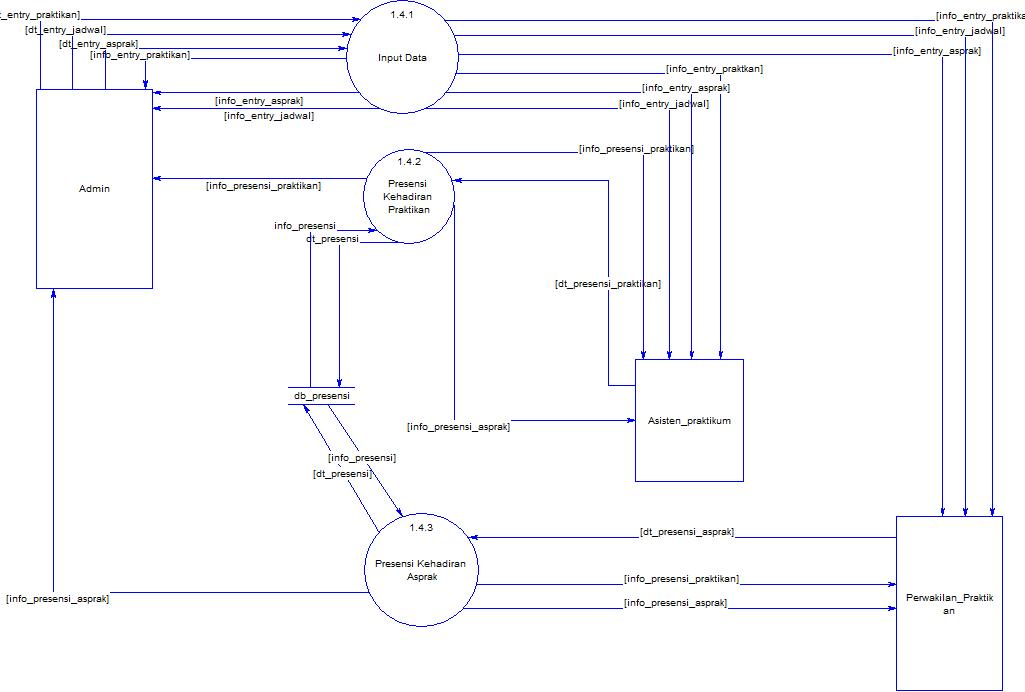 1.4.1
t_entry_praktikan]
[info_entry_praktika
[dt_entry_jadwal]
[info_entry_jadwal]
[dt_entry_asprak]
[info_entry_asprak]
[info_entry_praktikan]
Input Data
[info_entry_praktkan]
[info_entry_asprak]
[info_entry_asprak]
[info_entry_jadwal]
[info_entry_jadwal]
[info_presensi_praktikan]
1.4.2
Presensi
Kehadiran
Praktikan
Admin
[info_presensi_praktikan]
info_presensi
dt_presensi
[dt_presensi_praktikan]
db_presensi
Asisten_praktikum
[info_presensi_asprak]
[info_presensi]
[dt_presensi]
1.4.3
Presensi Kehadiran
Asprak
[dt_presensi_asprak]
[info_presensi_praktikan]
[info_presensi_asprak]
[info_presensi_asprak]
Perwakilan_Praktik
an